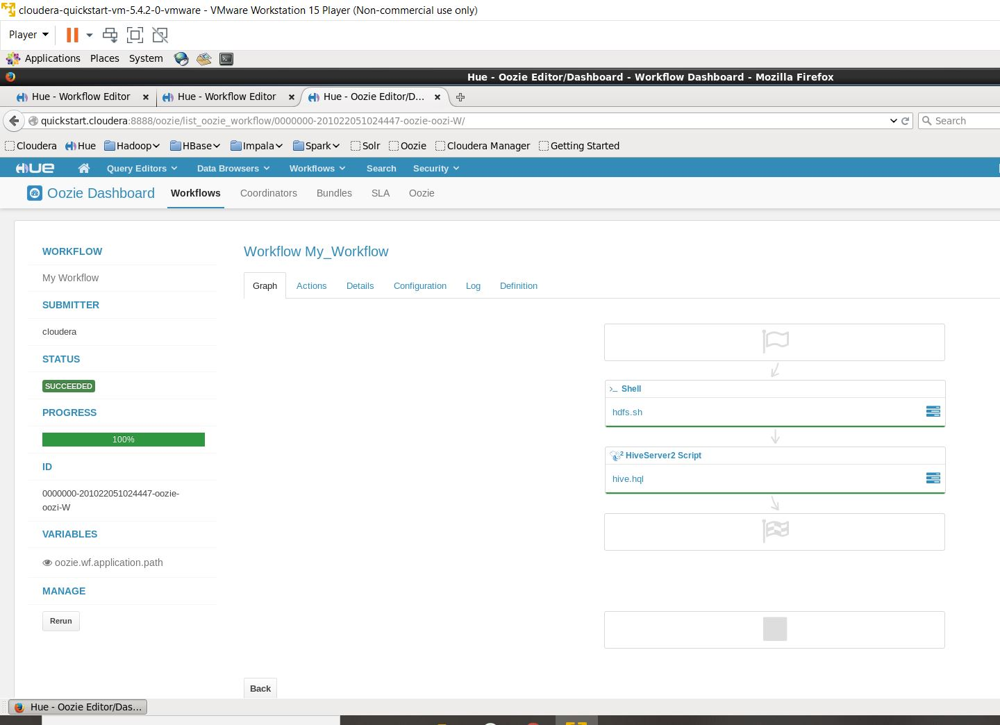 cloudera-quickstart-vm-5.4.2-0-vmware - VMware Workstation 15 Player (Non-commercial use only)
Player
Applications Places System
Hue - Oozie Editor/Dashboard - Workflow Dashboard - Mozilla Firefox
Hue - Workflow Editor Hue - Workflow Editor Hue - Oozie Editor/D...
quickstart.cloudera:8888/oozie/list_oozie_workflow/0000000-201022051024447-oozie-oozi-W/ Search
Cloudera Hue Hadoop HBase Impala Spark Solr Oozie Cloudera Manager Getting Started
HUE Query Editors Data Browsers Workflows Search Security
Oozie Dashboard Workflows Coordinators Bundles SLA Oozie
WORKFLOW
My Workflow
SUBMITTER
cloudera
STATUS
SUCCEEDED
PROGRESS
100%
ID
0000000-201022051024447-oozie-
oozi-W
VARIABLES
oozie.wf.application.path
MANAGE
Rerun
Workflow My_Workflow
Graph Actions Details Configuration Log Definition
Shell
hdfs.sh
2 HiveServer2 Script
hive.hql
Back
Hue - Oozie Editor/Das...